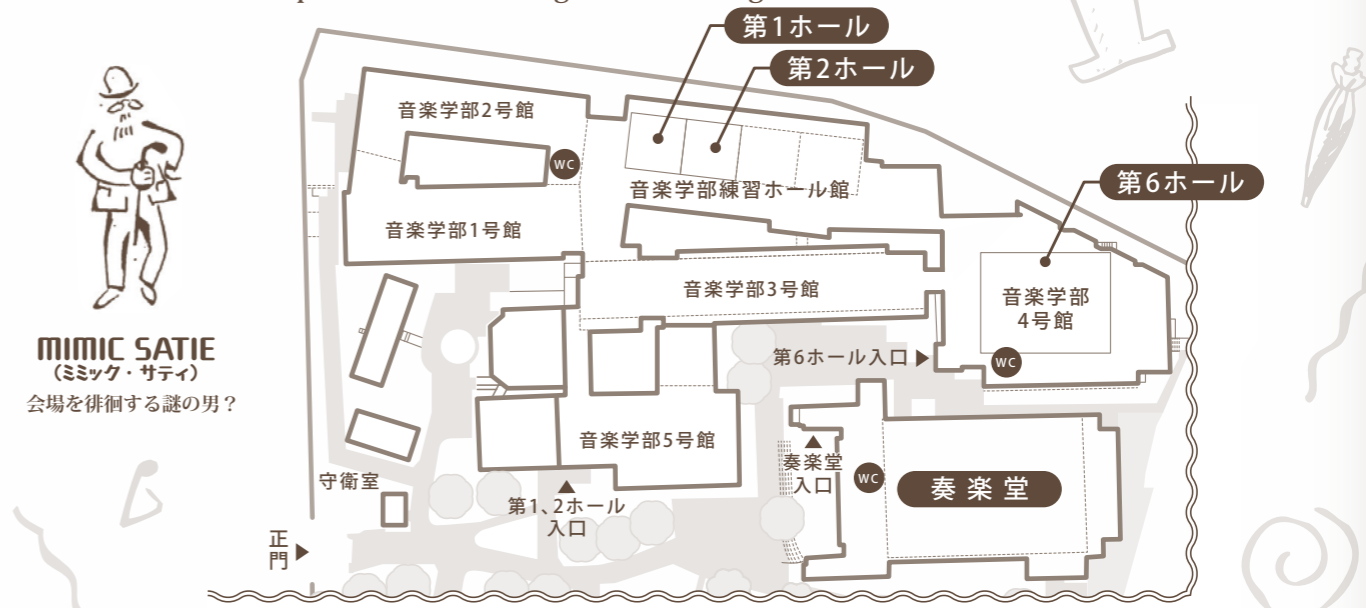 第1ホール
第2ホール
音楽学部2号館
WC
音楽学部練習ホール館
第6ホール
音楽学部1号館
音楽学部3号館
音楽学部
4号館
第6ホール入口
WC
MIMIC SATIE
(ミミック・サティ)
会場を徘徊する謎の男?
音楽学部5号館
奏楽堂
入口
WC
奏楽堂
守衛室
第1、2ホール
入口
正
門